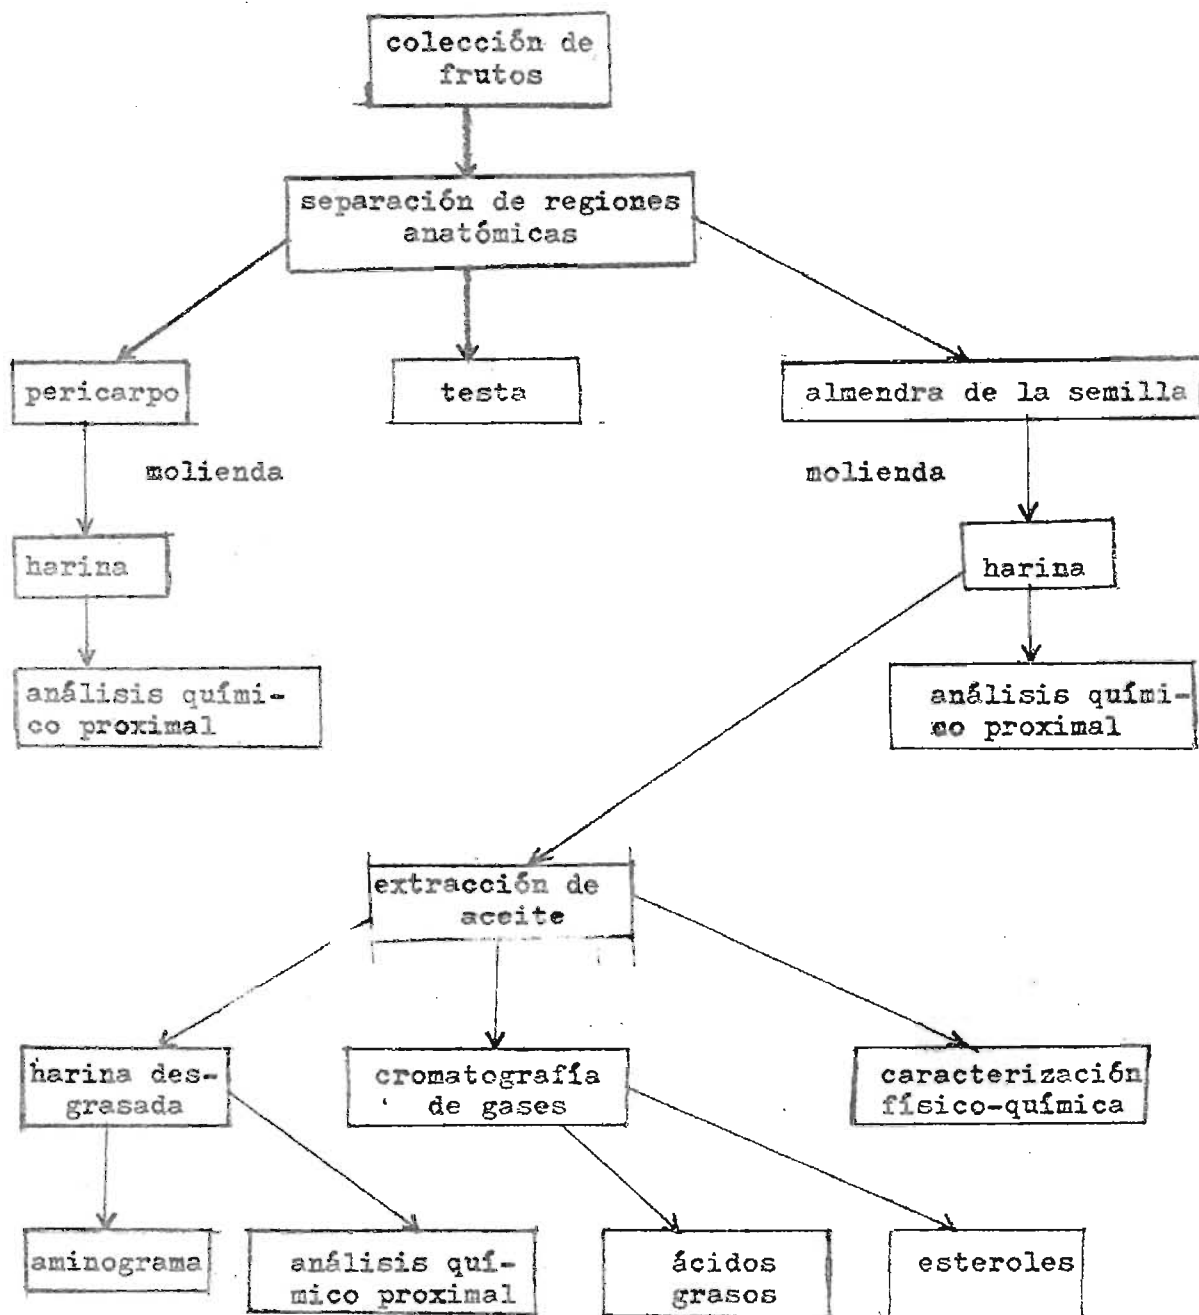 colección de
frutos
separación de regiones
anatómicas
pericarpo
testa
almendra de la semilla
molienda
molienda
harina
harina
análisis quími-
co proximal
análisis quími-
co proximal
extracción de
aceite
harina des-
grasada
cromatografía
de gases
caracterización
físico-química
aminograma
análisis quí-
mico proximal
ácidos
grasos
esteroles